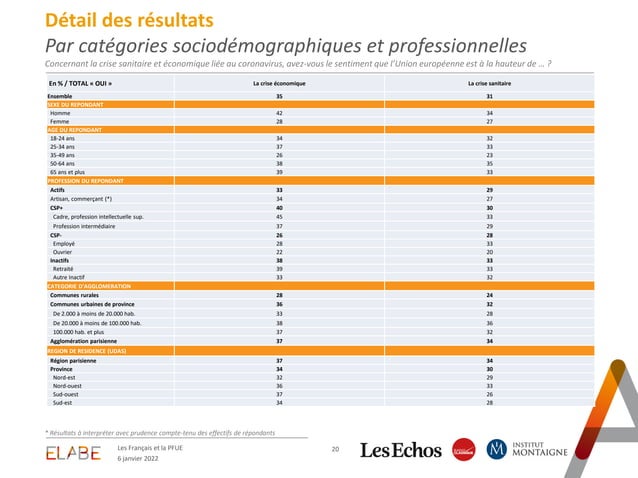 Détail des résultats
Par catégories sociodémographiques et professionnelles
Concernant la crise sanitaire et économique liée au coronavirus, avez-vous le sentiment que l'Union européenne est à la hauteur de ... ?
En % / TOTAL « OUI » La crise économique La crise sanitaire
Ensemble 35 31
SEXE DU REPONDANT
Homme 42 34
Femme 28 27
AGE DU REPONDANT
18-24 ans 34 32
25-34 ans 37 33
35-49 ans 26 23
50-64 ans 38 35
65 ans et plus 39 33
PROFESSION DU REPONDANT
Actifs 33 29
Artisan, commerçant (*) 34 27
CSP+ 40 30
Cadre, profession intellectuelle sup. 45 33
Profession intermédiaire 37 29
CSP- 26 28
Employé 28 33
Ouvrier 22 20
Inactifs 38 33
Retraité 39 33
Autre Inactif 33 32
CATEGORIE D'AGGLOMERATION
Communes rurales 28 24
Communes urbaines de province 36 32
De 2.000 à moins de 20.000 hab. 33 28
De 20.000 à moins de 100.000 hab. 38 36
100.000 hab. et plus 37 32
Agglomération parisienne 37 34
REGION DE RESIDENCE (UDA5)
Région parisienne 37 34
Province 34 30
Nord-est 32 29
Nord-ouest 36 33
Sud-ouest 37 26
Sud-est 34 28
* Résultats à interpréter avec prudence compte-tenu des effectifs de répondants
ELABE
Les Français et la PFUE
6 janvier 2022
20
Les Echos
INSTITUT
MONTAIGNE